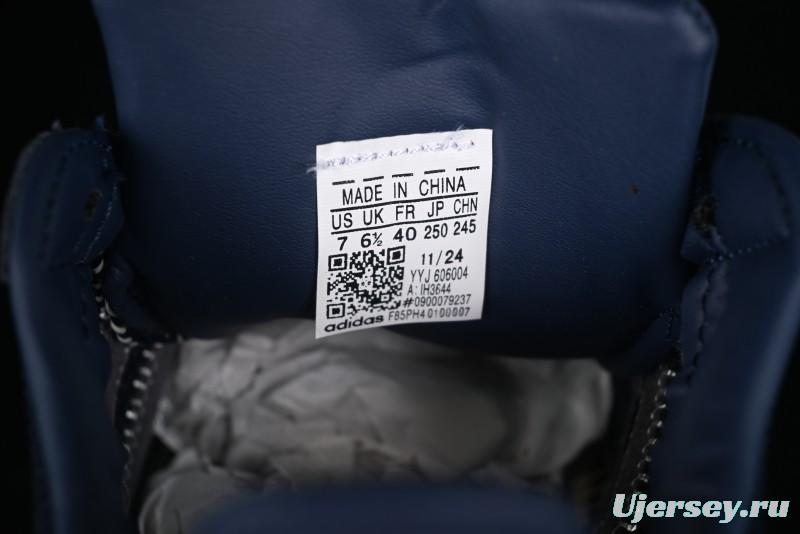 MADE IN CHINA
US UK FR JP CHN
7 6½ 40 250 245
11/24
YYJ 606004
A: IH3644
#0900079237
adidas F85PH40100007
Ujersey.ru